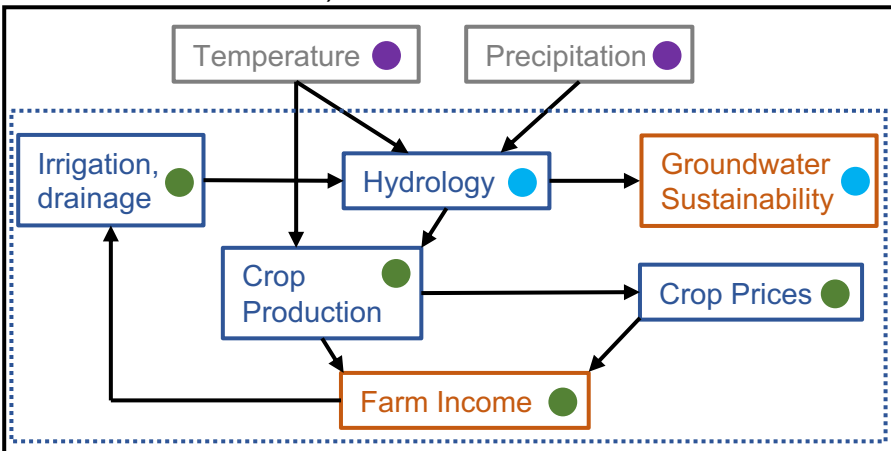 Temperature
Precipitation
Irrigation,
drainage
Hydrology
Groundwater
Sustainability
Crop
Production
Crop Prices
Farm Income